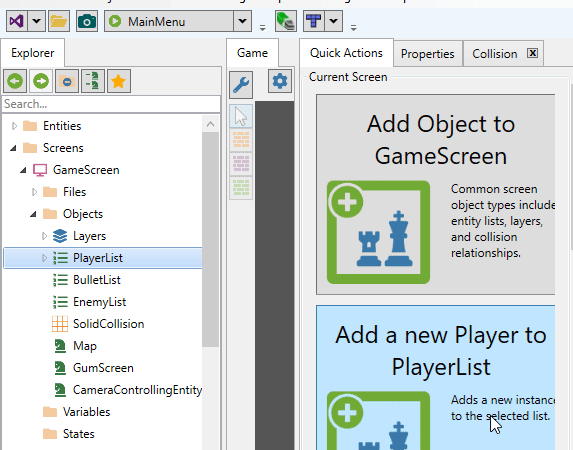 MainMenu
Explorer
Game
Quick Actions
Properties
Collision
Search...
Current Screen
Entities
Screens
GameScreen
Files
Objects
Layers
PlayerList
BulletList
EnemyList
SolidCollision
Map
GumScreen
CameraControllingEntity
Variables
States
Add Object to
GameScreen
Common screen
object types include
entity lists, layers,
and collision
relationships.
Add a new Player to
PlayerList
Adds a new instance
to the selected list.